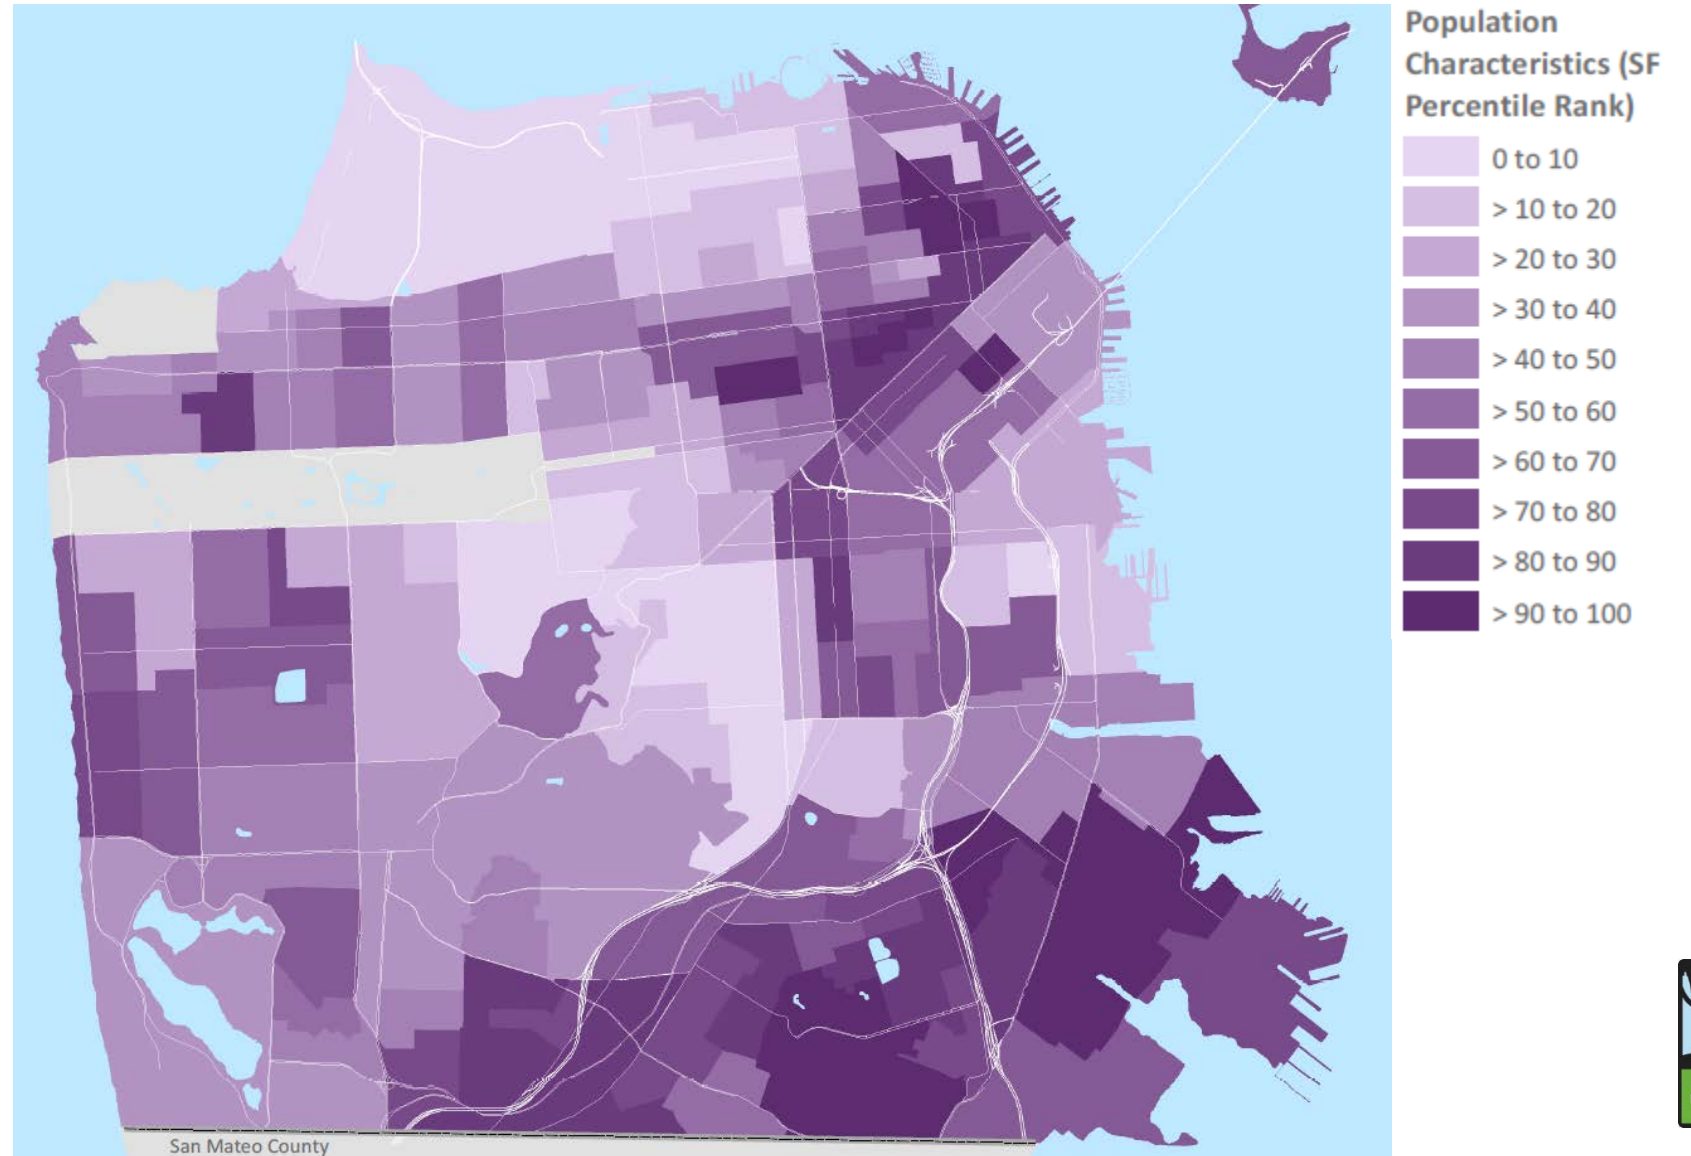 Population
Characteristics (SF
Percentile Rank)
0 to 10
> 10 to 20
> 20 to 30
> 30 to 40
> 40 to 50
> 50 to 60
> 60 to 70
> 70 to 80
> 80 to 90
> 90 to 100
San Mateo County